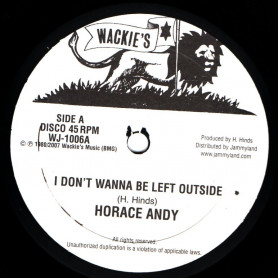 WACKIE'S
SIDE A
DISCO 45 RPM
WJ-1006A
© ℗ 1980/2007 Wackie's Music (BMG)
Produced by H. Hinds
Distributed by Jammyland
www.jammyland.com
I DON'T WANNA BE LEFT OUTSIDE
(H. Hinds)
HORACE ANDY
All rights reserved.
Unauthorized duplication is a violation of applicable laws.